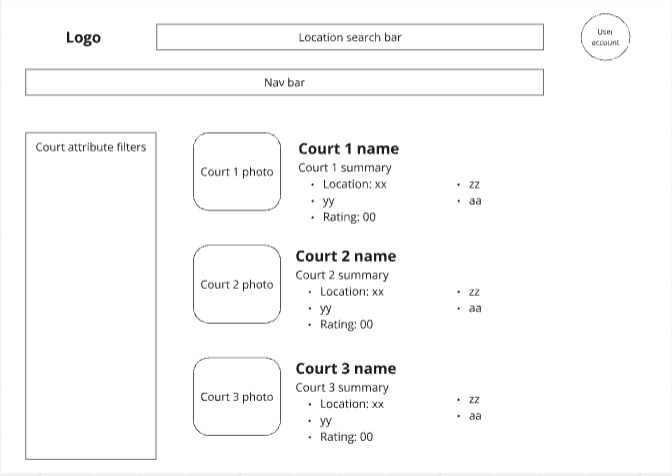 Logo
Location search bar
User
account
Nav bar
Court attribute filters
Court 1 photo
Court 1 name
Court 1 summary
• Location: xx
• yy
• Rating: 00
• zz
• aa
Court 2 photo
Court 2 name
Court 2 summary
• Location: xx
• yy
• Rating: 00
• zz
• aa
Court 3 photo
Court 3 name
Court 3 summary
• Location: xx
• yy
• Rating: 00
• zz
• aa